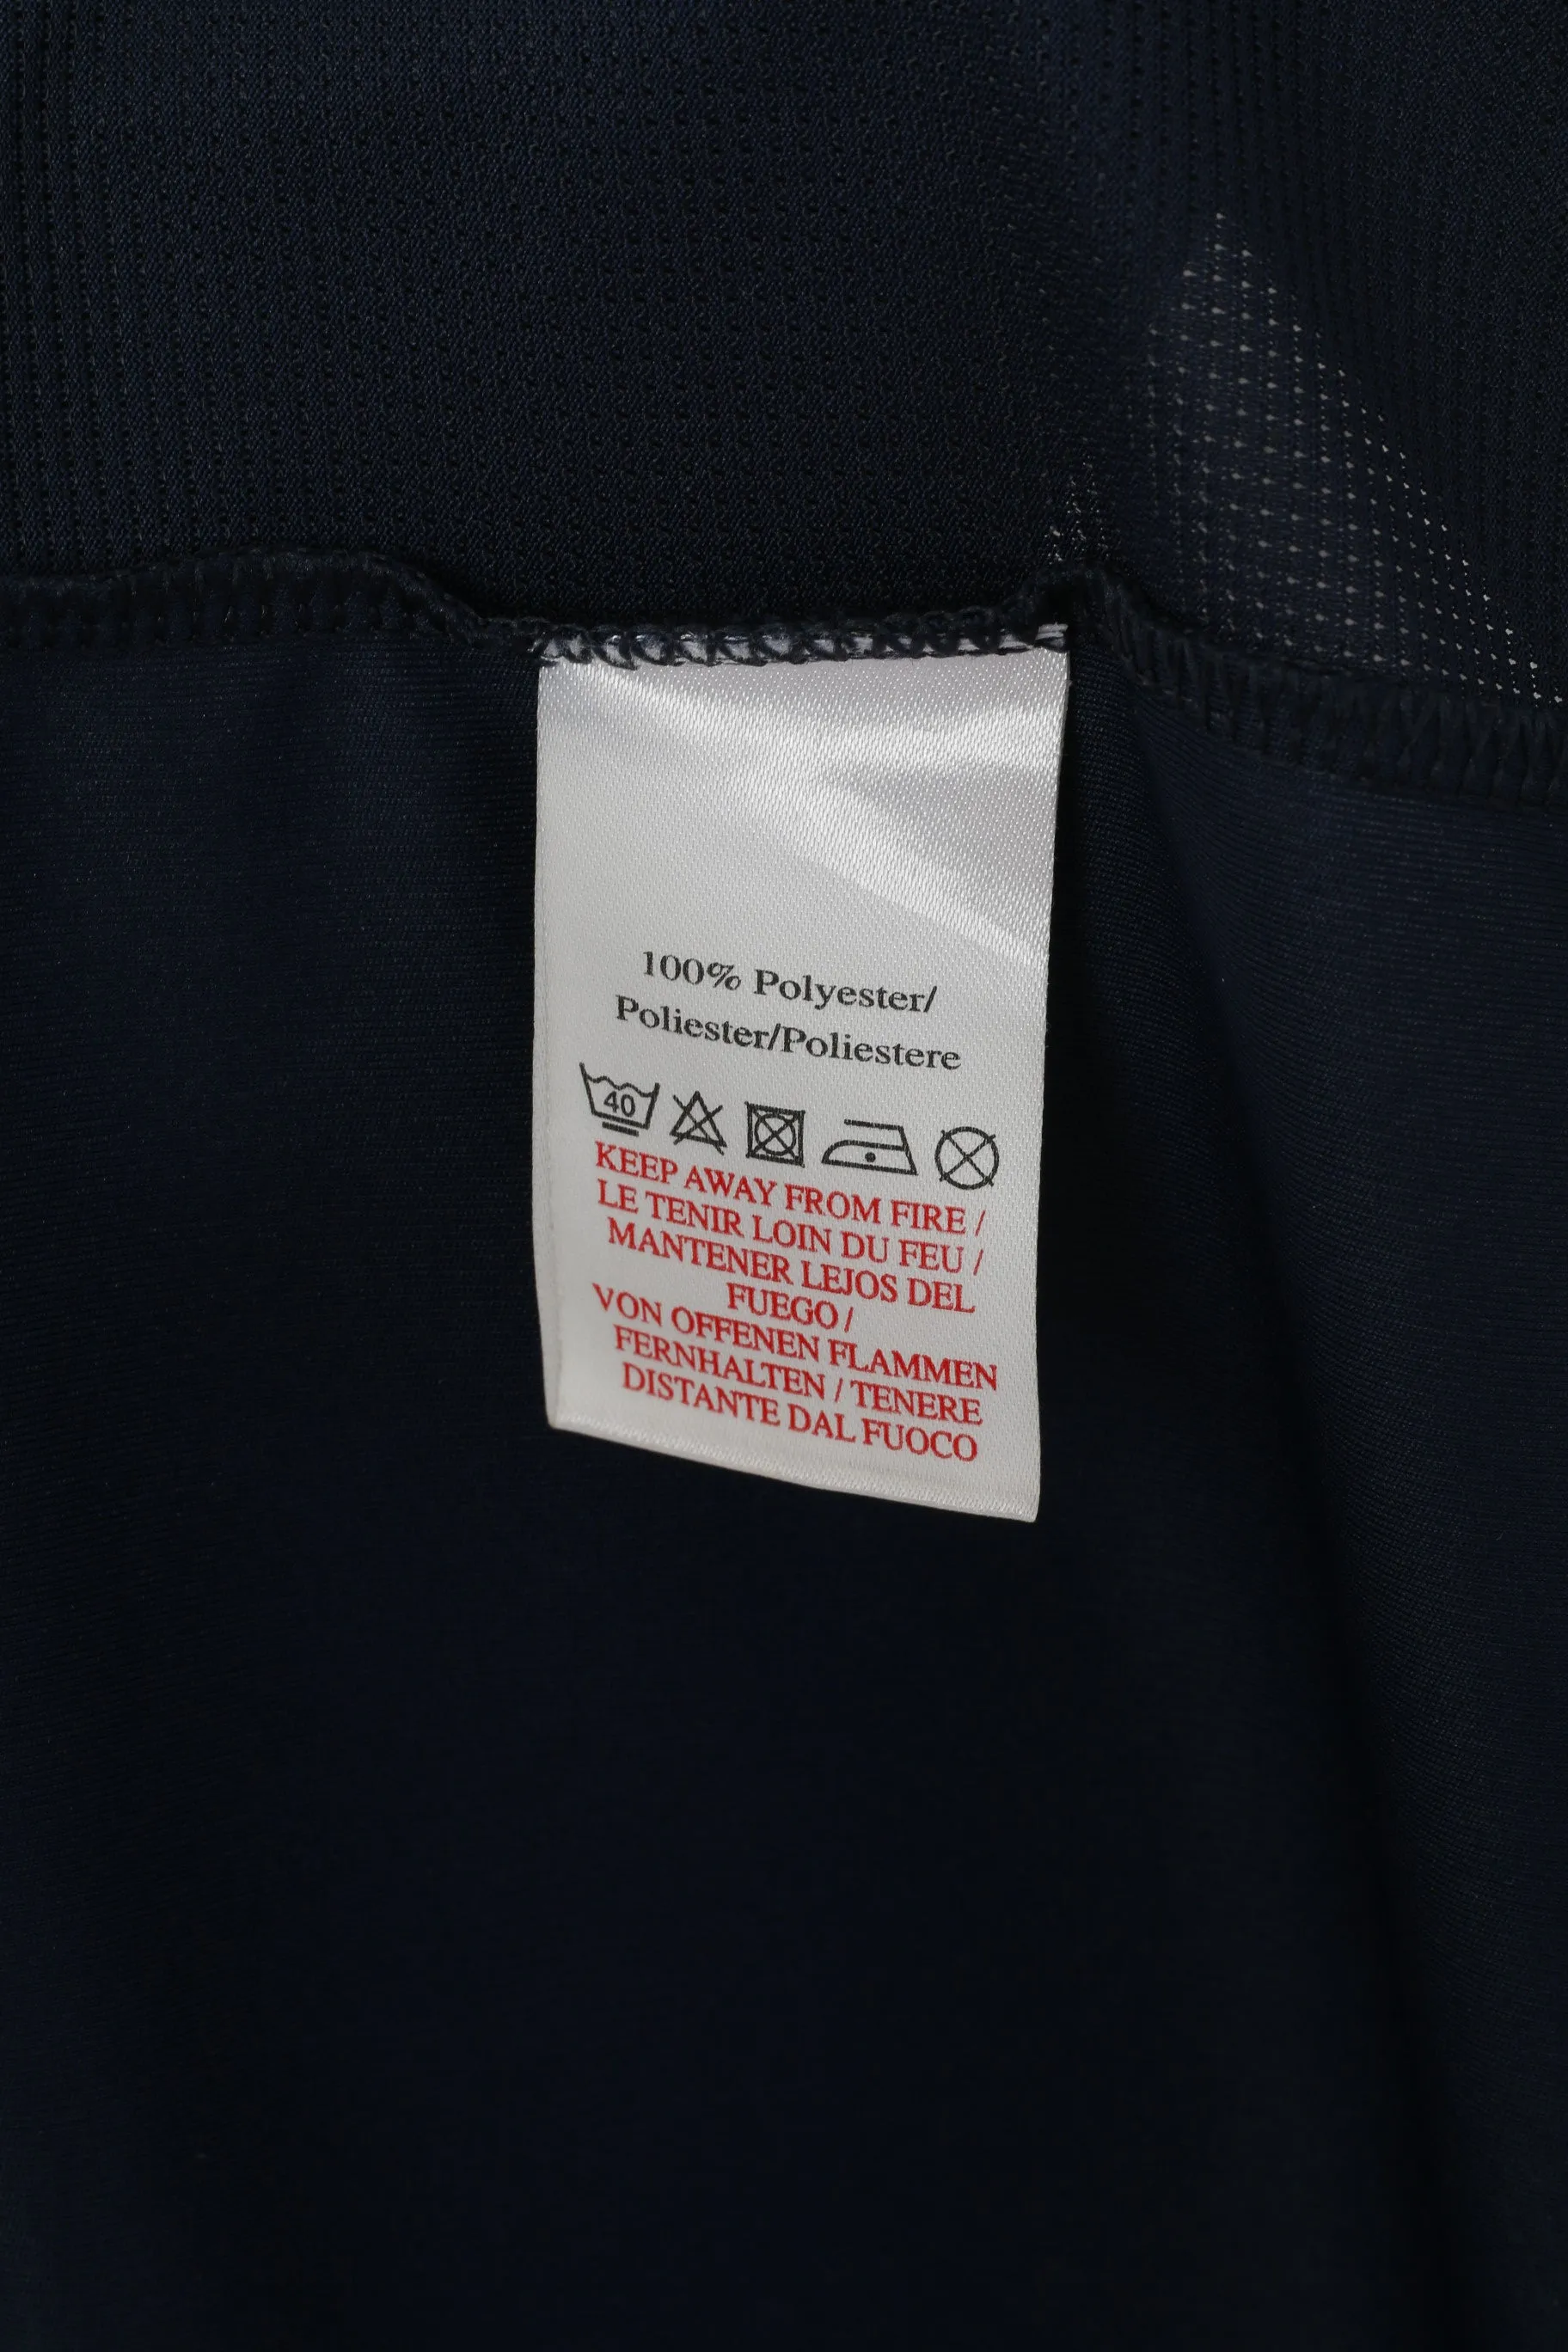 100% Polyester/
Poliester/Poliestere
40
KEEP AWAY FROM FIRE /
LE TENIR LOIN DU FEU /
MANTENER LEJOS DEL
FUEGO /
VON OFFENEN FLAMMEN
FERNHALTEN / TENERE
DISTANTE DAL FUOCO